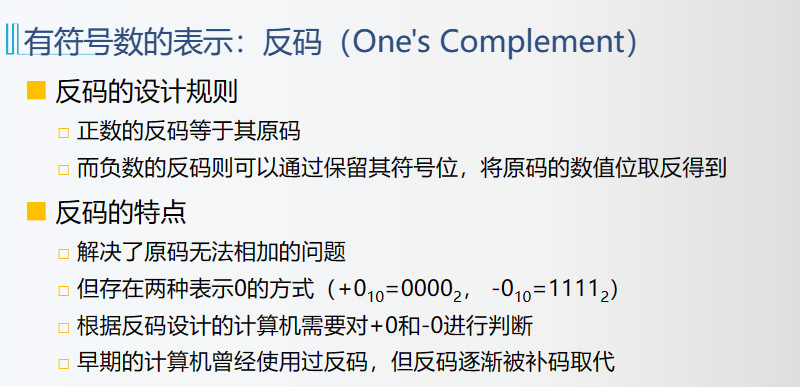 有符号数的表示：反码（One's Complement）
反码的设计规则
正数的反码等于其原码
而负数的反码则可以通过保留其符号位，将原码的数值位取反得到
反码的特点
解决了原码无法相加的问题
但存在两种表示0的方式（+0₁₀=0000₂， -0₁₀=1111₂）
根据反码设计的计算机需要对+0和-0进行判断
早期的计算机曾经使用过反码，但反码逐渐被补码取代